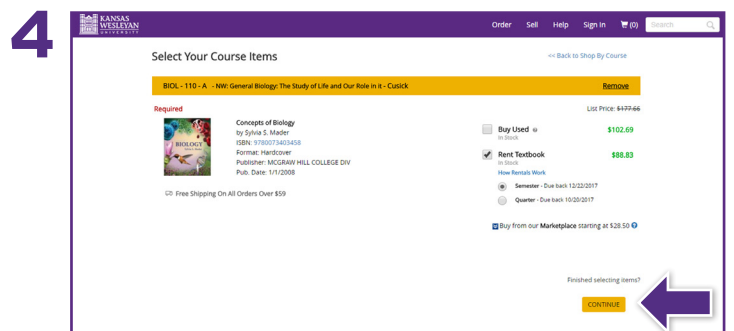 4
KANSAS
WESLEYAN
UNIVERSITY
Order Sell Help Sign In (0) Search
Select Your Course Items
<< Back to Shop By Course
BIOL - 110 - A - NW: General Biology: The Study of Life and Our Role in it - Cusick Remove
Required
List Price: $177.66
BIOLOGY
Concepts of Biology
by Sylvia S. Mader
ISBN: 9780073403458
Format: Hardcover
Publisher: MCGRAW HILL COLLEGE DIV
Pub. Date: 1/1/2008
Free Shipping On All Orders Over $59
Buy Used $102.69
In Stock
Rent Textbook $88.83
In Stock
How Rentals Work
Semester - Due back 12/22/2017
Quarter - Due back 10/20/2017
Buy from our Marketplace starting at $28.50
Finished selecting items?
CONTINUE